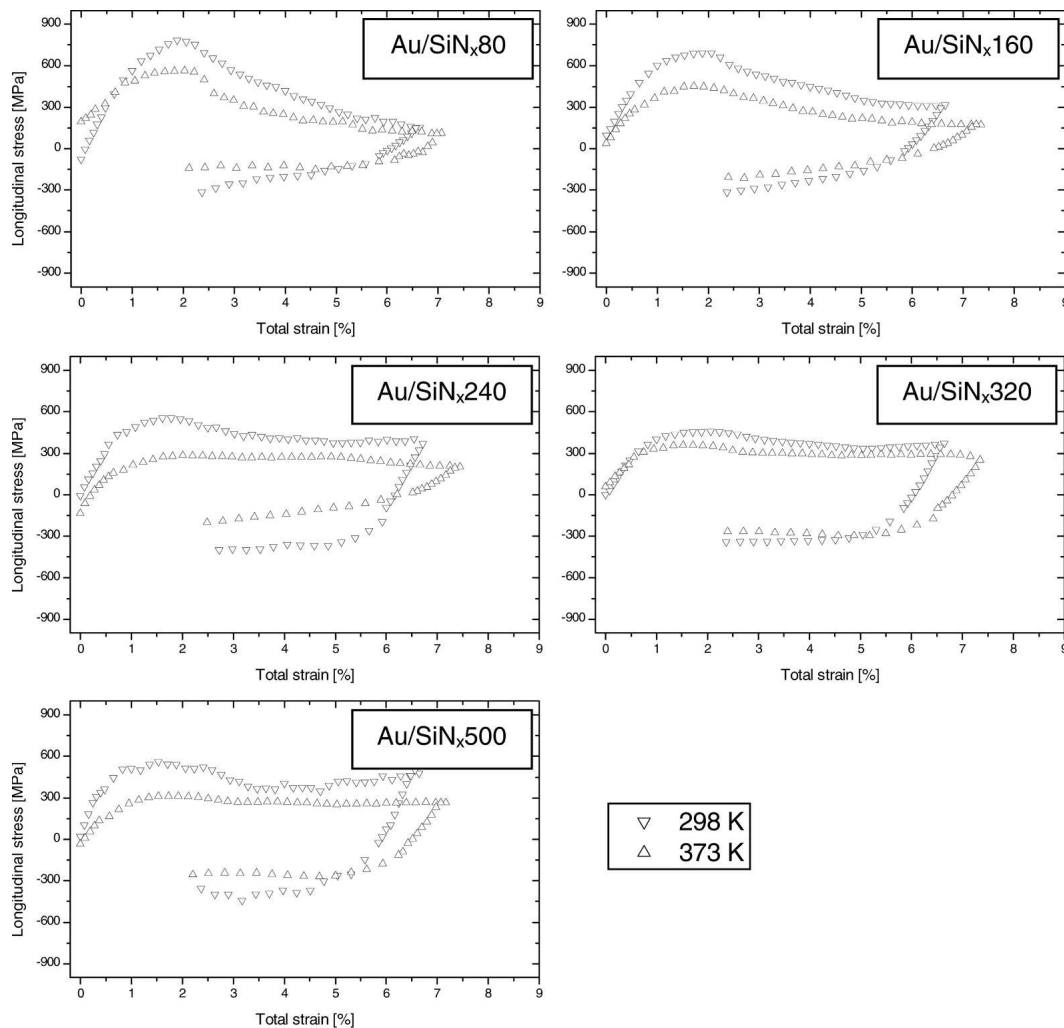 Au/SiNx80
Longitudinal stress [MPa]
900
600
300
0
-300
-600
-900
0 1 2 3 4 5 6 7 8 9
Total strain [%]
Au/SiNx160
0 1 2 3 4 5 6 7 8 9
900
600
300
0
-300
-600
-900
Total strain [%]
Au/SiNx240
Longitudinal stress [MPa]
900
600
300
0
-300
-600
-900
0 1 2 3 4 5 6 7 8 9
Total strain [%]
Au/SiNx320
900
600
300
0
-300
-600
-900
0 1 2 3 4 5 6 7 8 9
Total strain [%]
Au/SiNx500
Longitudinal stress [MPa]
900
600
300
0
-300
-600
-900
0 1 2 3 4 5 6 7 8 9
Total strain [%]
298 K
373 K